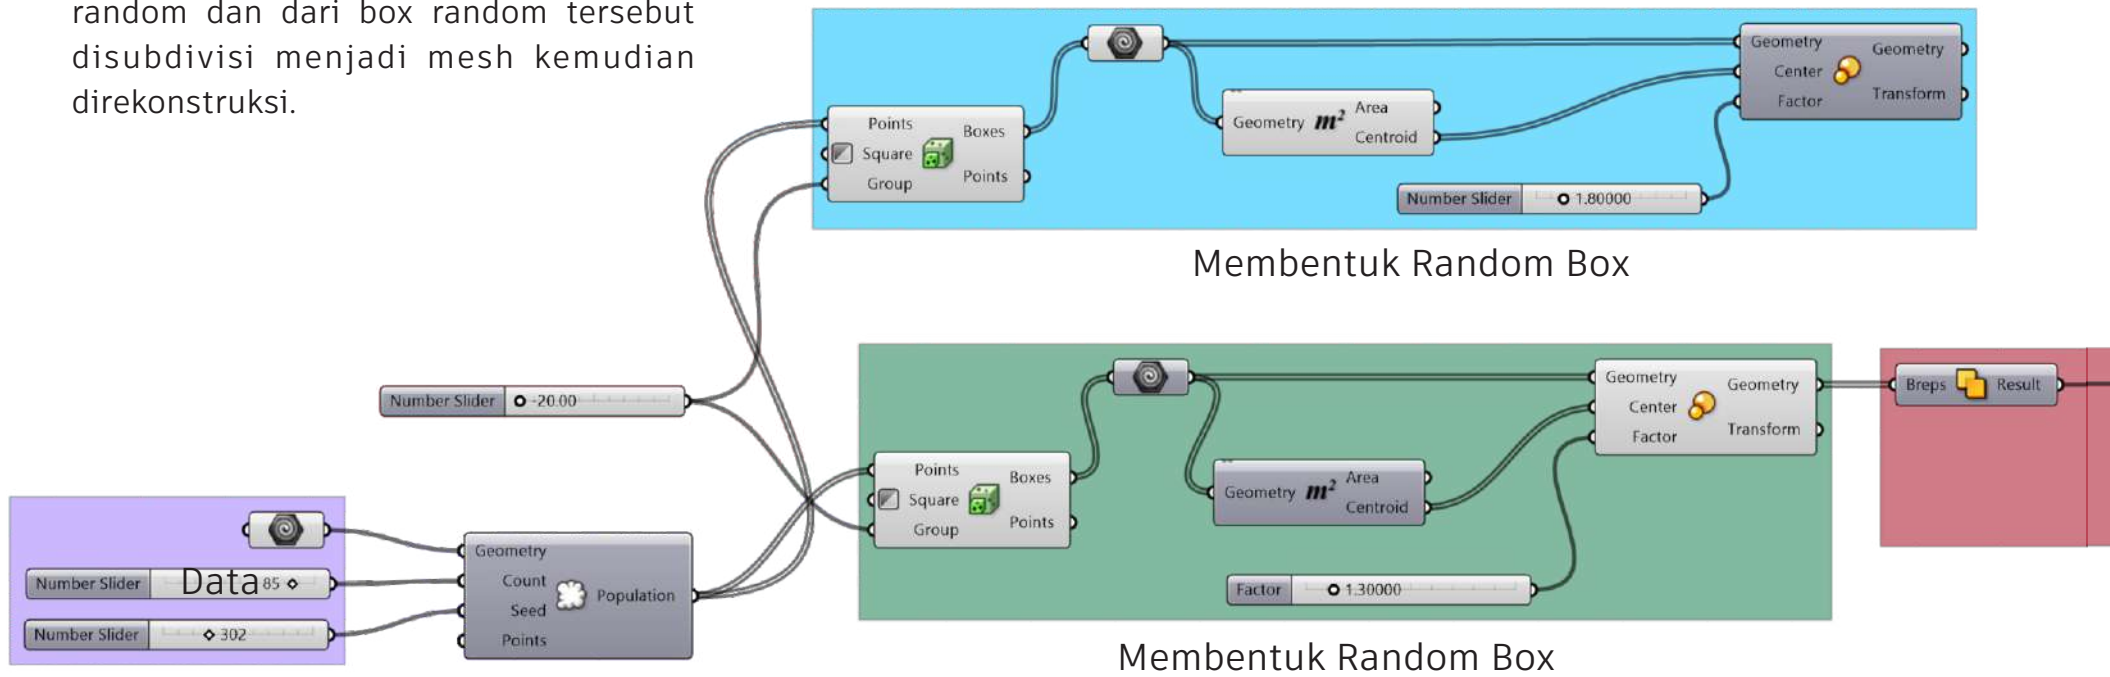 random dan dari box random tersebut
disubdivisi menjadi mesh kemudian
direkonstruksi.
Geometry
Center
Factor
Geometry
Transform
Geometry m²
Area
Centroid
Points
Square
Group
Boxes
Points
Number Slider 1.80000
Membentuk Random Box
Number Slider -20.00
Geometry
Center
Factor
Geometry
Transform
Breps Result
Points
Square
Group
Boxes
Points
Geometry m²
Area
Centroid
Factor 1.30000
Geometry
Count
Seed
Points
Population
Number Slider 85
Data
Number Slider 302
Membentuk Random Box